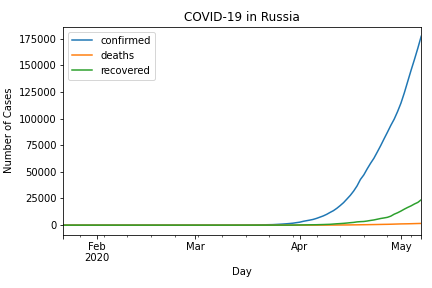 COVID-19 in Russia
confirmed
deaths
recovered
Number of Cases
175000
150000
125000
100000
75000
50000
25000
0
Feb
2020
Mar
Apr
May
Day